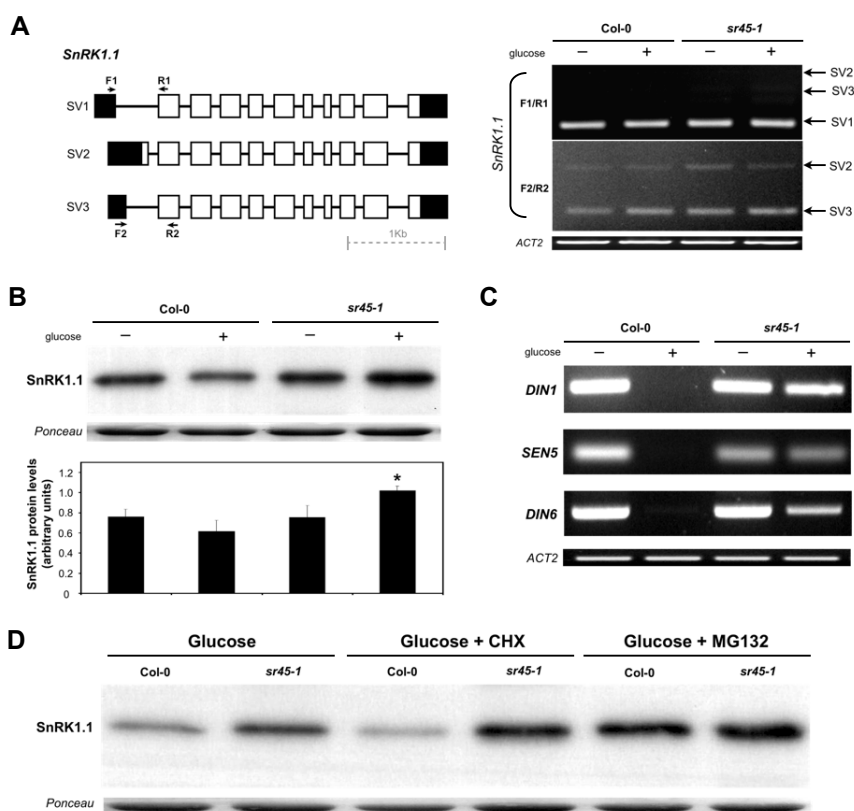 A
SnRK1.1
F1 R1
SV1
SV2
SV3
F2 R2
1Kb
Col-0 sr45-1
glucose – + – +
SnRK1.1
F1/R1
F2/R2
SV2
SV3
SV1
SV2
SV3
ACT2
B
Col-0 sr45-1
glucose – + – +
SnRK1.1
Ponceau
SnRK1.1 protein levels
(arbitrary units)
1.2
1.0
0.8
0.6
0.4
0.2
0
*
C
Col-0 sr45-1
glucose – + – +
DIN1
SEN5
DIN6
ACT2
D
Glucose Glucose + CHX Glucose + MG132
Col-0 sr45-1 Col-0 sr45-1 Col-0 sr45-1
SnRK1.1
Ponceau